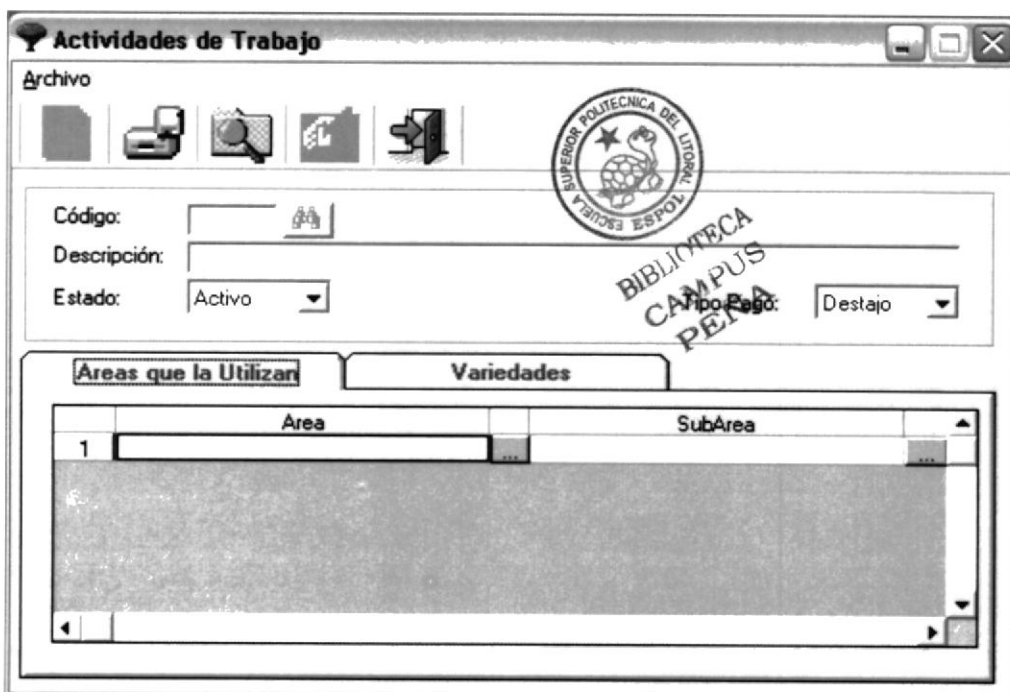 Actividades de Trabajo
Archivo
ESCUELA SUPERIOR POLITECNICA DEL LITORAL
ESPOL
BIBLIOTECA
CAMPUS
PEÑA
Código:
Descripción:
Estado: Activo Tipo Pago: Destajo
Areas que la Utilizan Variedades
Area ... SubArea
1 ... ...